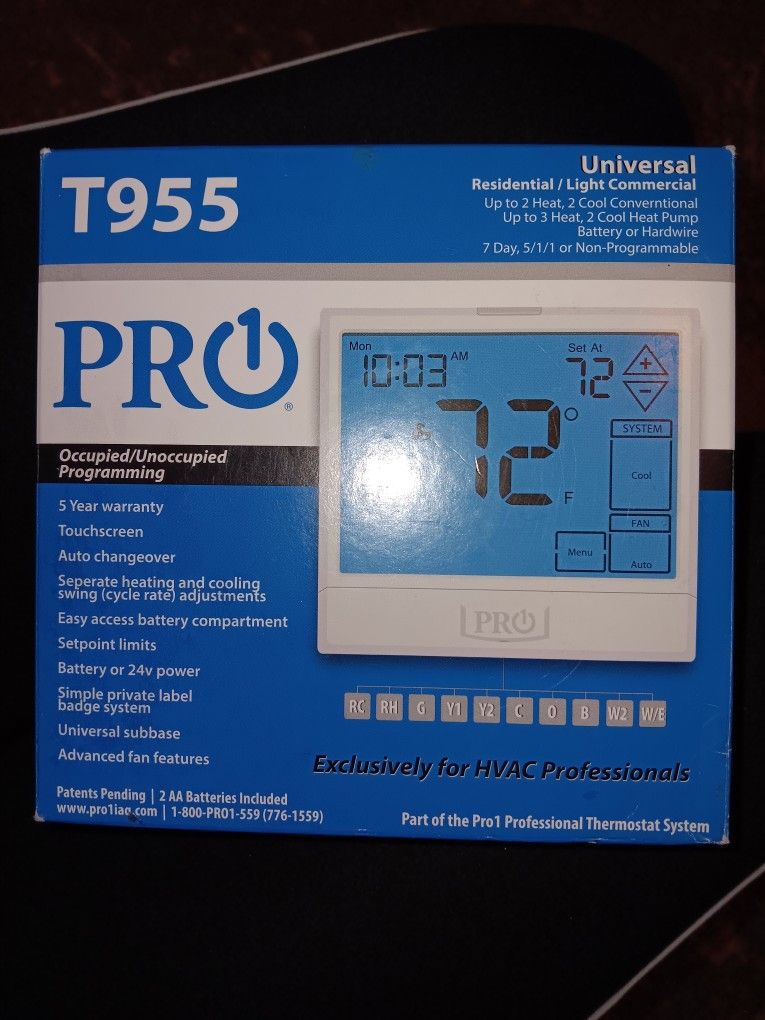 T955
Universal
Residential / Light Commercial
Up to 2 Heat, 2 Cool Converntional
Up to 3 Heat, 2 Cool Heat Pump
Battery or Hardwire
7 Day, 5/1/1 or Non-Programmable
PRO1®
Occupied/Unoccupied
Programming
5 Year warranty
Touchscreen
Auto changeover
Seperate heating and cooling
swing (cycle rate) adjustments
Easy access battery compartment
Setpoint limits
Battery or 24v power
Simple private label
badge system
Universal subbase
Advanced fan features
Mon
10:03 AM
Set At
72
+
-
72° F
SYSTEM
Cool
FAN
Auto
Menu
PRO1
RC RH G Y1 Y2 C O B W2 W/E
Exclusively for HVAC Professionals
Patents Pending | 2 AA Batteries Included
www.pro1iaq.com | 1-800-PRO1-559 (776-1559)
Part of the Pro1 Professional Thermostat System